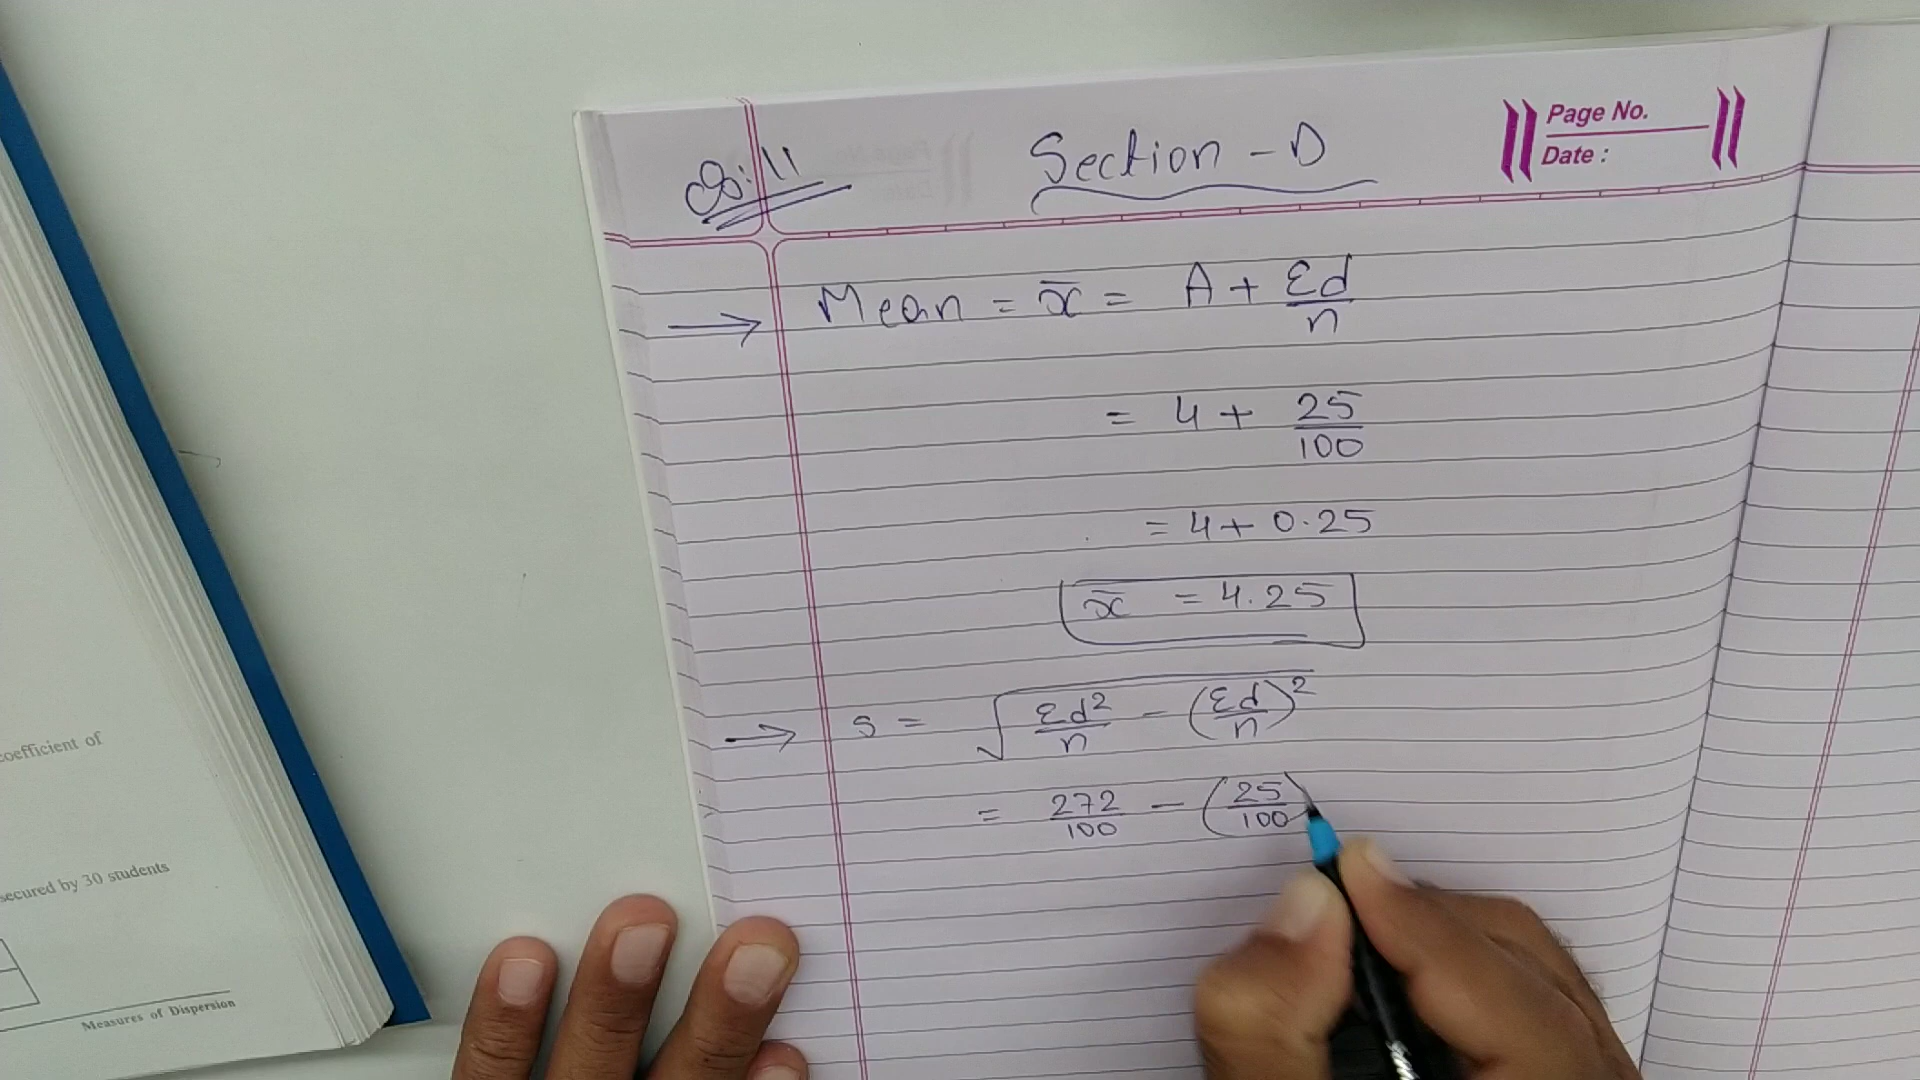 Section - D
Page No.
Date :
Mean = x̄ = A + Σd/n
= 4 + 25/100
= 4 + 0.25
x̄ = 4.25
s = √(Σd²/n - (Σd/n)²)
= 272/100 - (25/100)
coefficient of
secured by 30 students
Measures of Dispersion